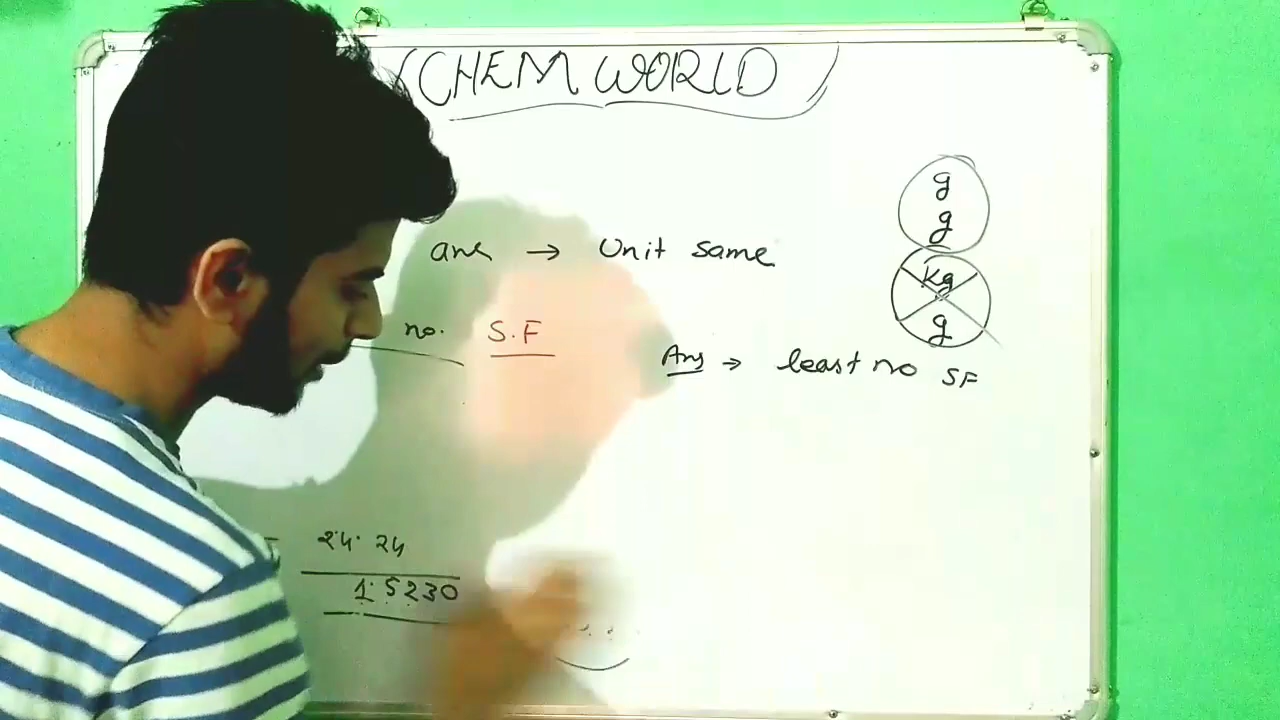 CHEM WORLD
g
g
ans → Unit same
Kg
g
no. S.F
Ans → least no SF
24.24
1.5230